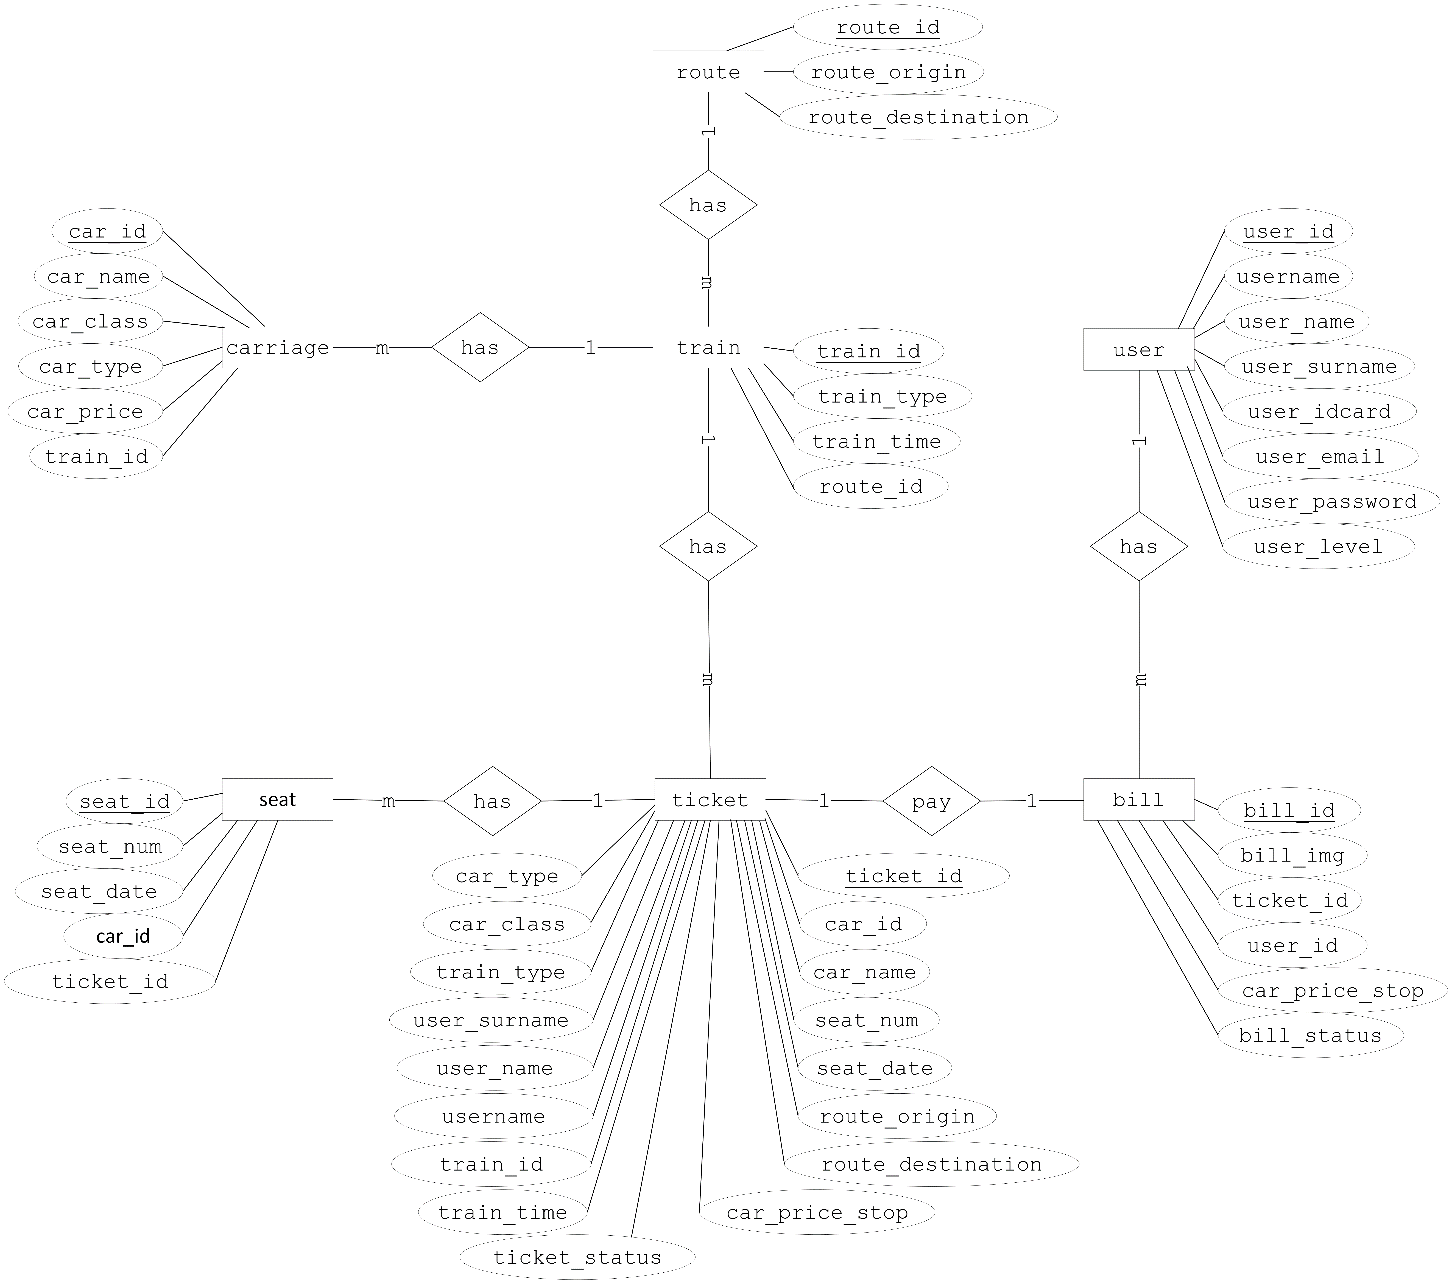 route_id
route
route_origin
route_destination
1
has
m
car_id
car_name
car_class
car_type
car_price
train_id
carriage
m
has
1
train
train_id
train_type
train_time
route_id
user_id
username
user_name
user_surname
user_idcard
user_email
user_password
user_level
user
1
has
m
1
has
m
seat_id
seat_num
seat_date
car_id
ticket_id
seat
m
has
1
ticket
1
pay
1
bill
bill_id
bill_img
ticket_id
user_id
car_price_stop
bill_status
car_type
car_class
train_type
user_surname
user_name
username
train_id
train_time
ticket_status
ticket_id
car_id
car_name
seat_num
seat_date
route_origin
route_destination
car_price_stop